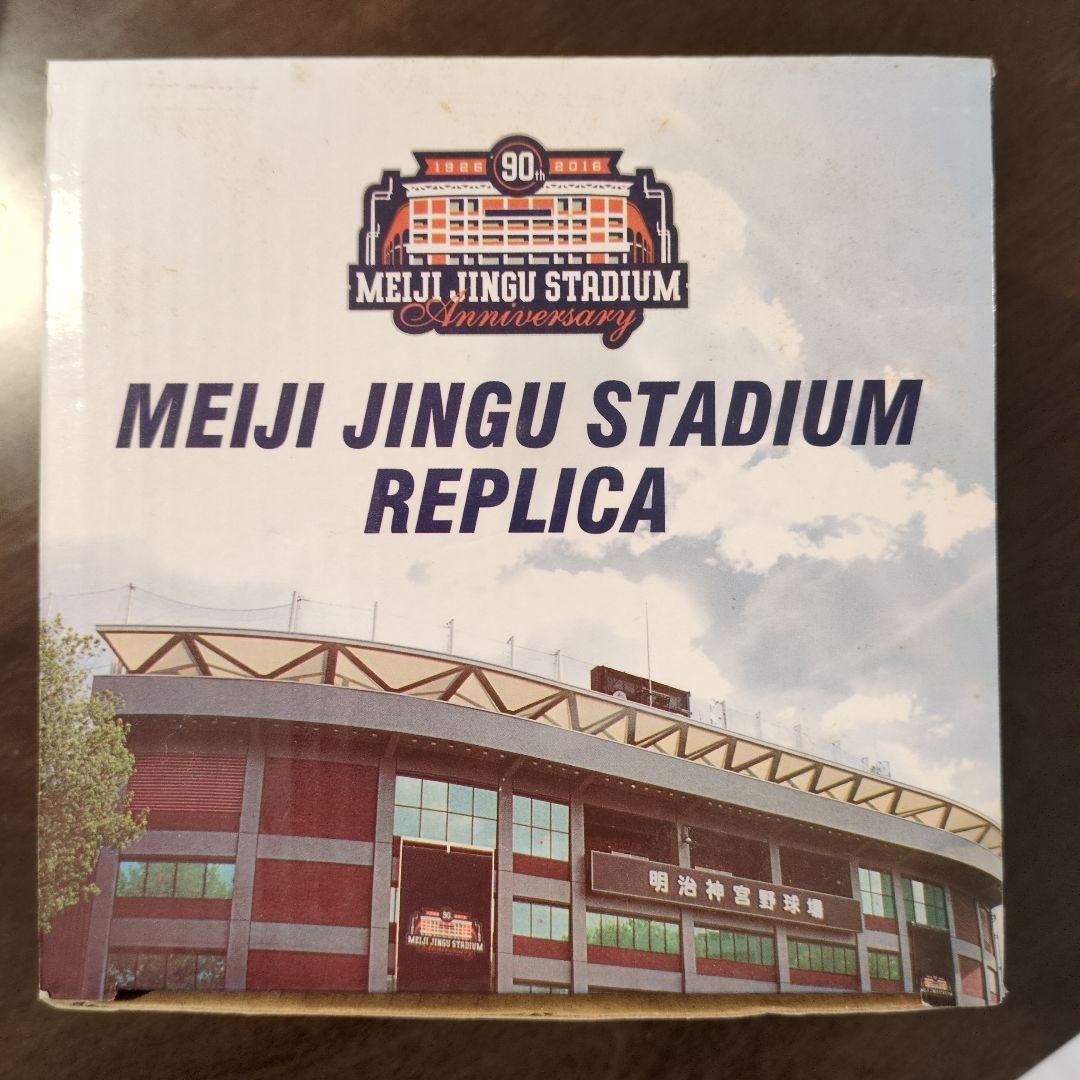 1926 90th 2016
MEIJI JINGU STADIUM
Anniversary
MEIJI JINGU STADIUM
REPLICA
明治神宮野球場
90
MEIJI JINGU STADIUM
Anniversary